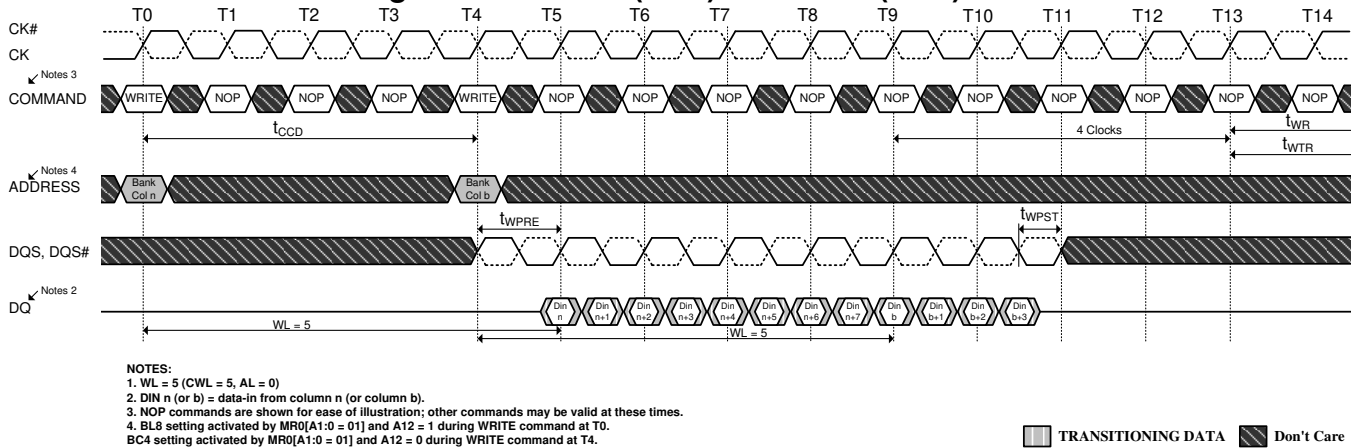 T0 T1 T2 T3 T4 T5 T6 T7 T8 T9 T10 T11 T12 T13 T14
CK#
CK
Notes 3
COMMAND WRITE NOP NOP NOP WRITE NOP NOP NOP NOP NOP NOP NOP NOP NOP NOP
tCCD 4 Clocks tWR
tWTR
Notes 4
ADDRESS Bank Col n Bank Col b
tWPRE tWPST
DQS, DQS#
Notes 2
DQ Din n Din n+1 Din n+2 Din n+3 Din n+4 Din n+5 Din n+6 Din n+7 Din b Din b+1 Din b+2 Din b+3
WL = 5 WL = 5
NOTES:
1. WL = 5 (CWL = 5, AL = 0)
2. DIN n (or b) = data-in from column n (or column b).
3. NOP commands are shown for ease of illustration; other commands may be valid at these times.
4. BL8 setting activated by MR0[A1:0 = 01] and A12 = 1 during WRITE command at T0.
BC4 setting activated by MR0[A1:0 = 01] and A12 = 0 during WRITE command at T4.
TRANSITIONING DATA Don't Care